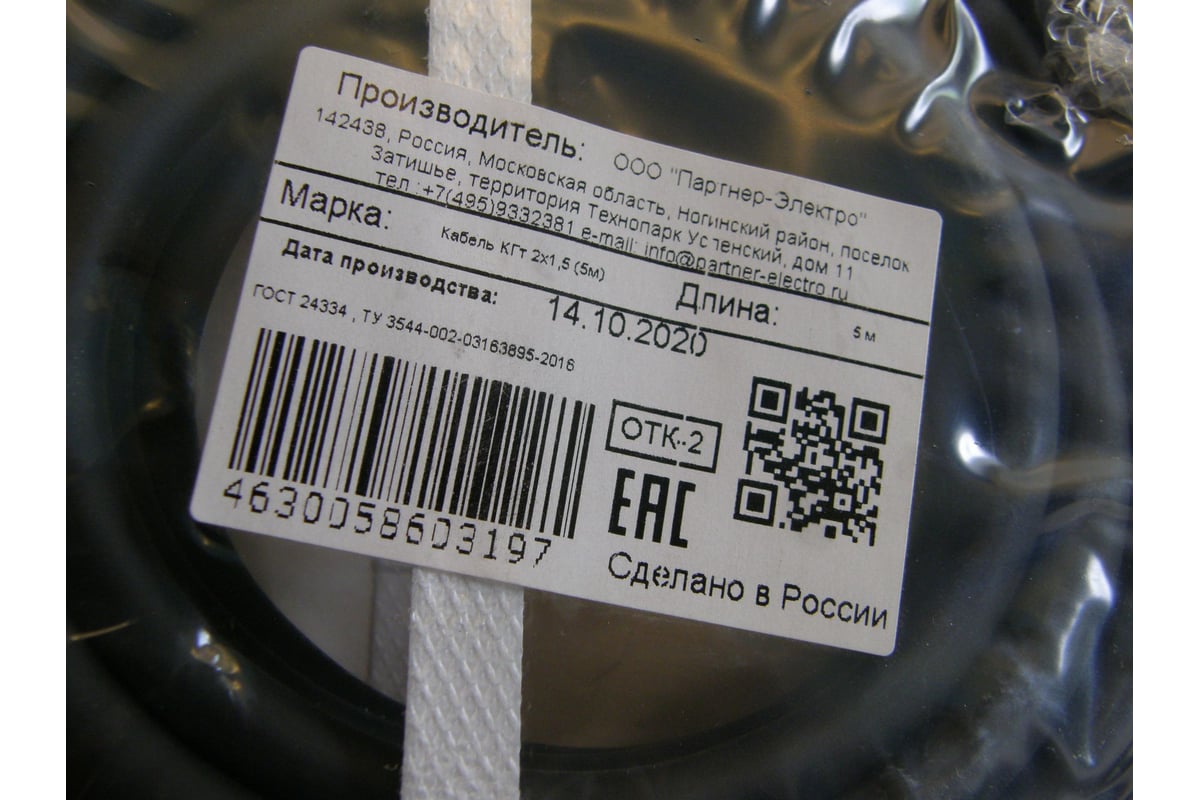 Производитель: ООО "Партнер-Электро"
142438, Россия, Московская область, Ногинский район, поселок
Затишье, территория Технопарк Успенский, дом 11
тел.:+7(495)9332381 e-mail: info@partner-electro.ru
Марка: Кабель КГт 2х1,5 (5м) Длина: 5 м
Дата производства: 14.10.2020
ГОСТ 24334 , ТУ 3544-002-03163895-2016
ОТК-2
EAC
4630058603197
Сделано в России